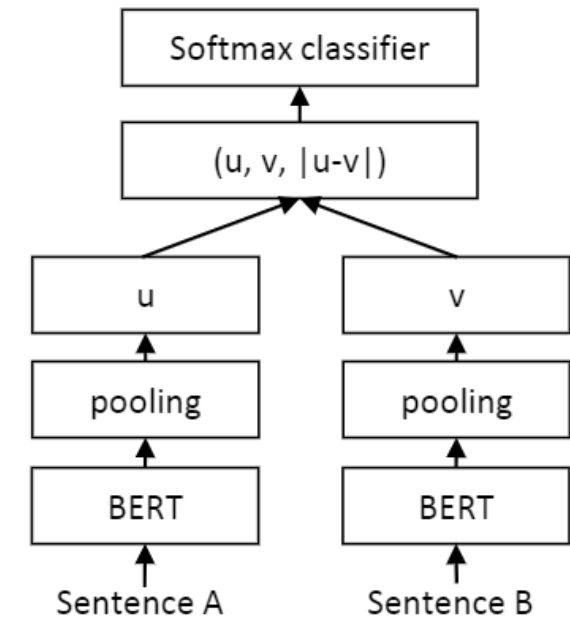 Softmax classifier
(u, v, |u-v|)
u
v
pooling
pooling
BERT
BERT
Sentence A
Sentence B